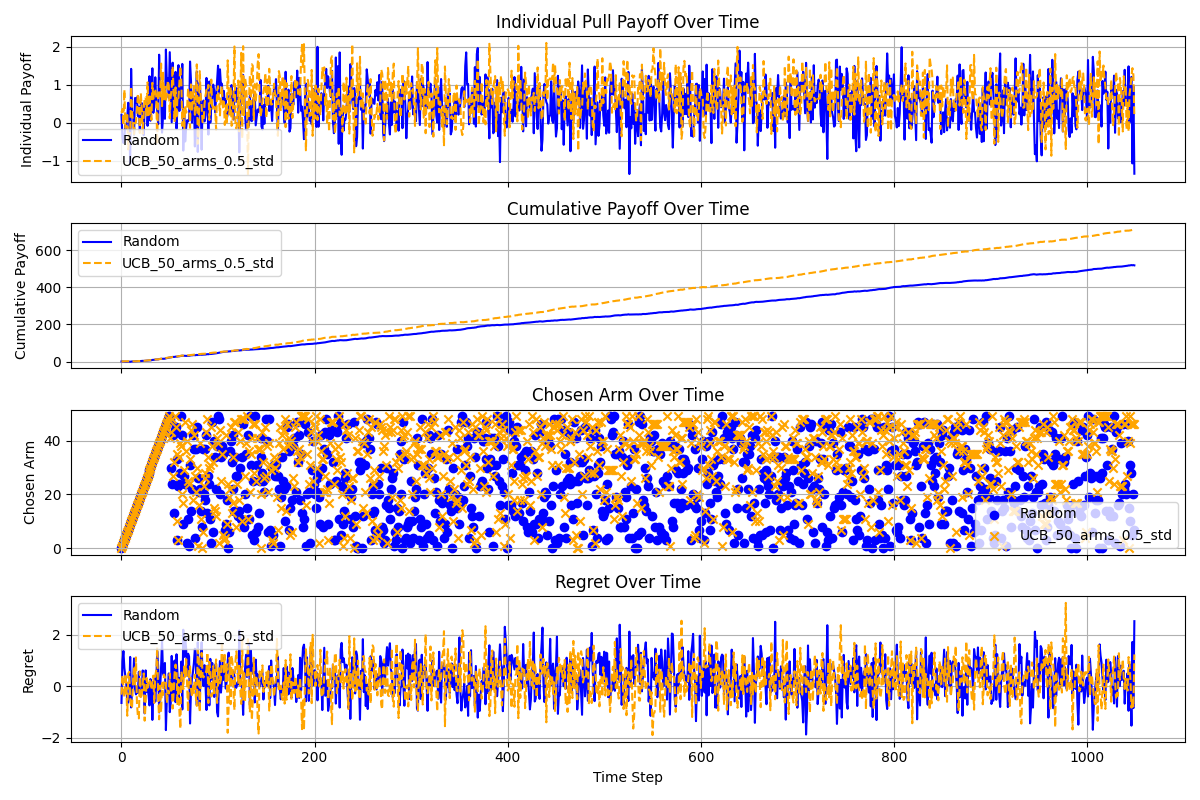 Individual Pull Payoff Over Time
Individual Payoff
2
1
0
−1
Random
UCB_50_arms_0.5_std
Cumulative Payoff Over Time
Cumulative Payoff
600
400
200
0
Random
UCB_50_arms_0.5_std
Chosen Arm Over Time
Chosen Arm
40
20
0
Random
UCB_50_arms_0.5_std
Regret Over Time
Regret
2
0
−2
Random
UCB_50_arms_0.5_std
0 200 400 600 800 1000
Time Step